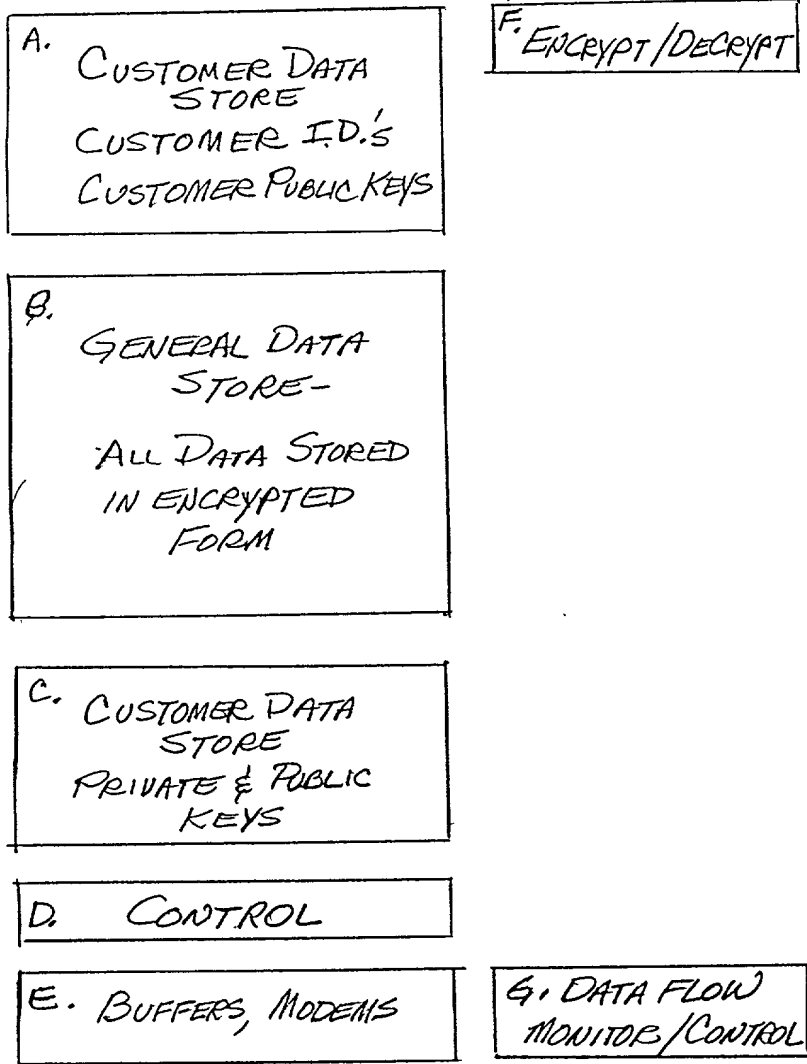 A.
CUSTOMER DATA
STORE
CUSTOMER I.D.'s
CUSTOMER PUBLIC KEYS
F. ENCRYPT/DECRYPT
B.
GENERAL DATA
STORE-
ALL DATA STORED
IN ENCRYPTED
FORM
C. CUSTOMER DATA
STORE
PRIVATE & PUBLIC
KEYS
D. CONTROL
E. BUFFERS, MODEMS
G. DATA FLOW
MONITOR/CONTROL